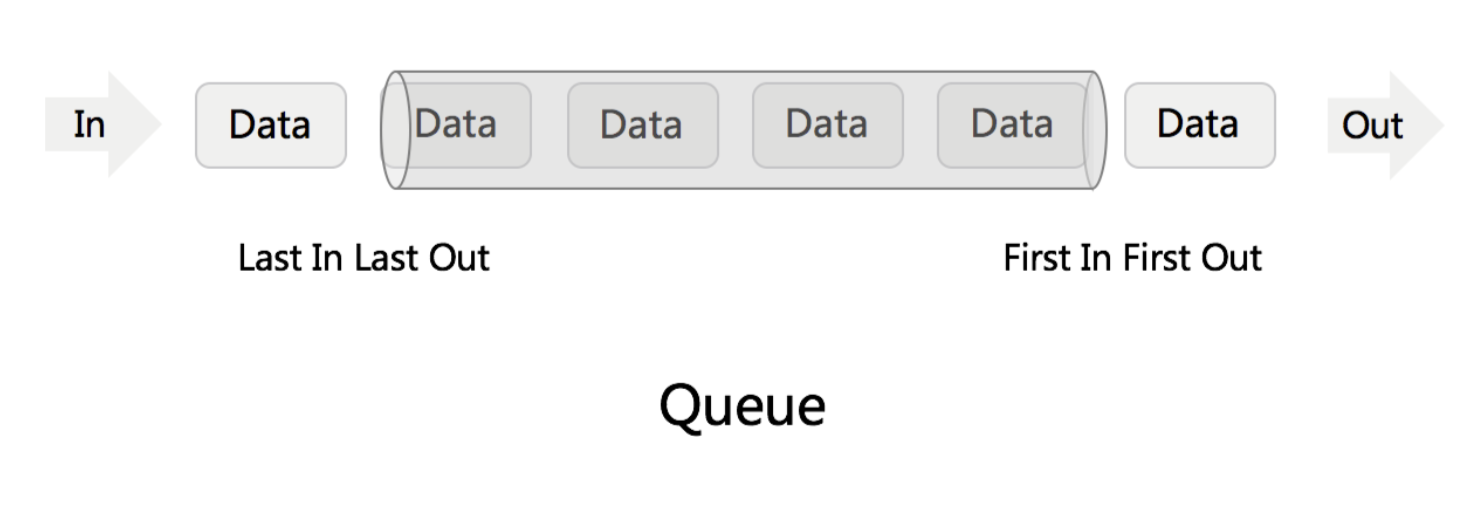 In Data Data Data Data Data Data Out
Last In Last Out First In First Out
Queue